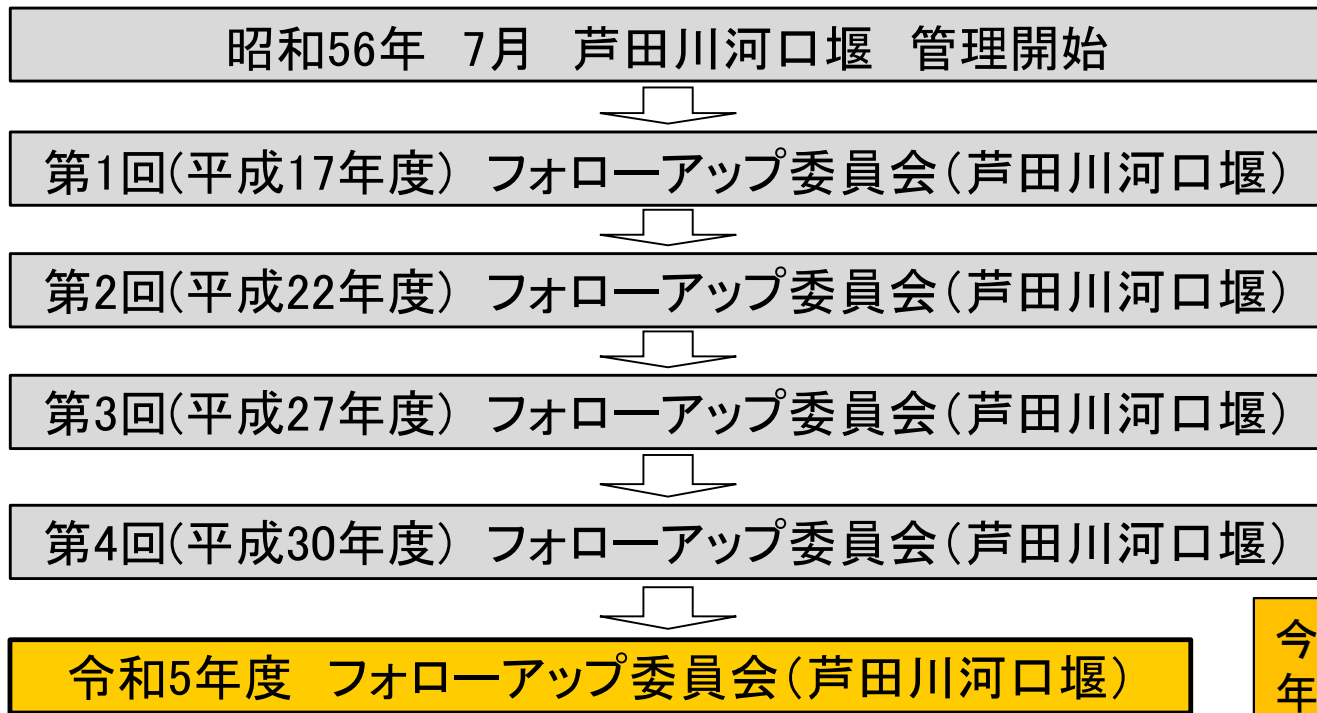 昭和56年　7月　芦田川河口堰　管理開始
第1回(平成17年度）フォローアップ委員会（芦田川河口堰）
第2回(平成22年度）フォローアップ委員会（芦田川河口堰）
第3回(平成27年度）フォローアップ委員会（芦田川河口堰）
第4回(平成30年度）フォローアップ委員会（芦田川河口堰）
令和5年度　フォローアップ委員会（芦田川河口堰）
今
年